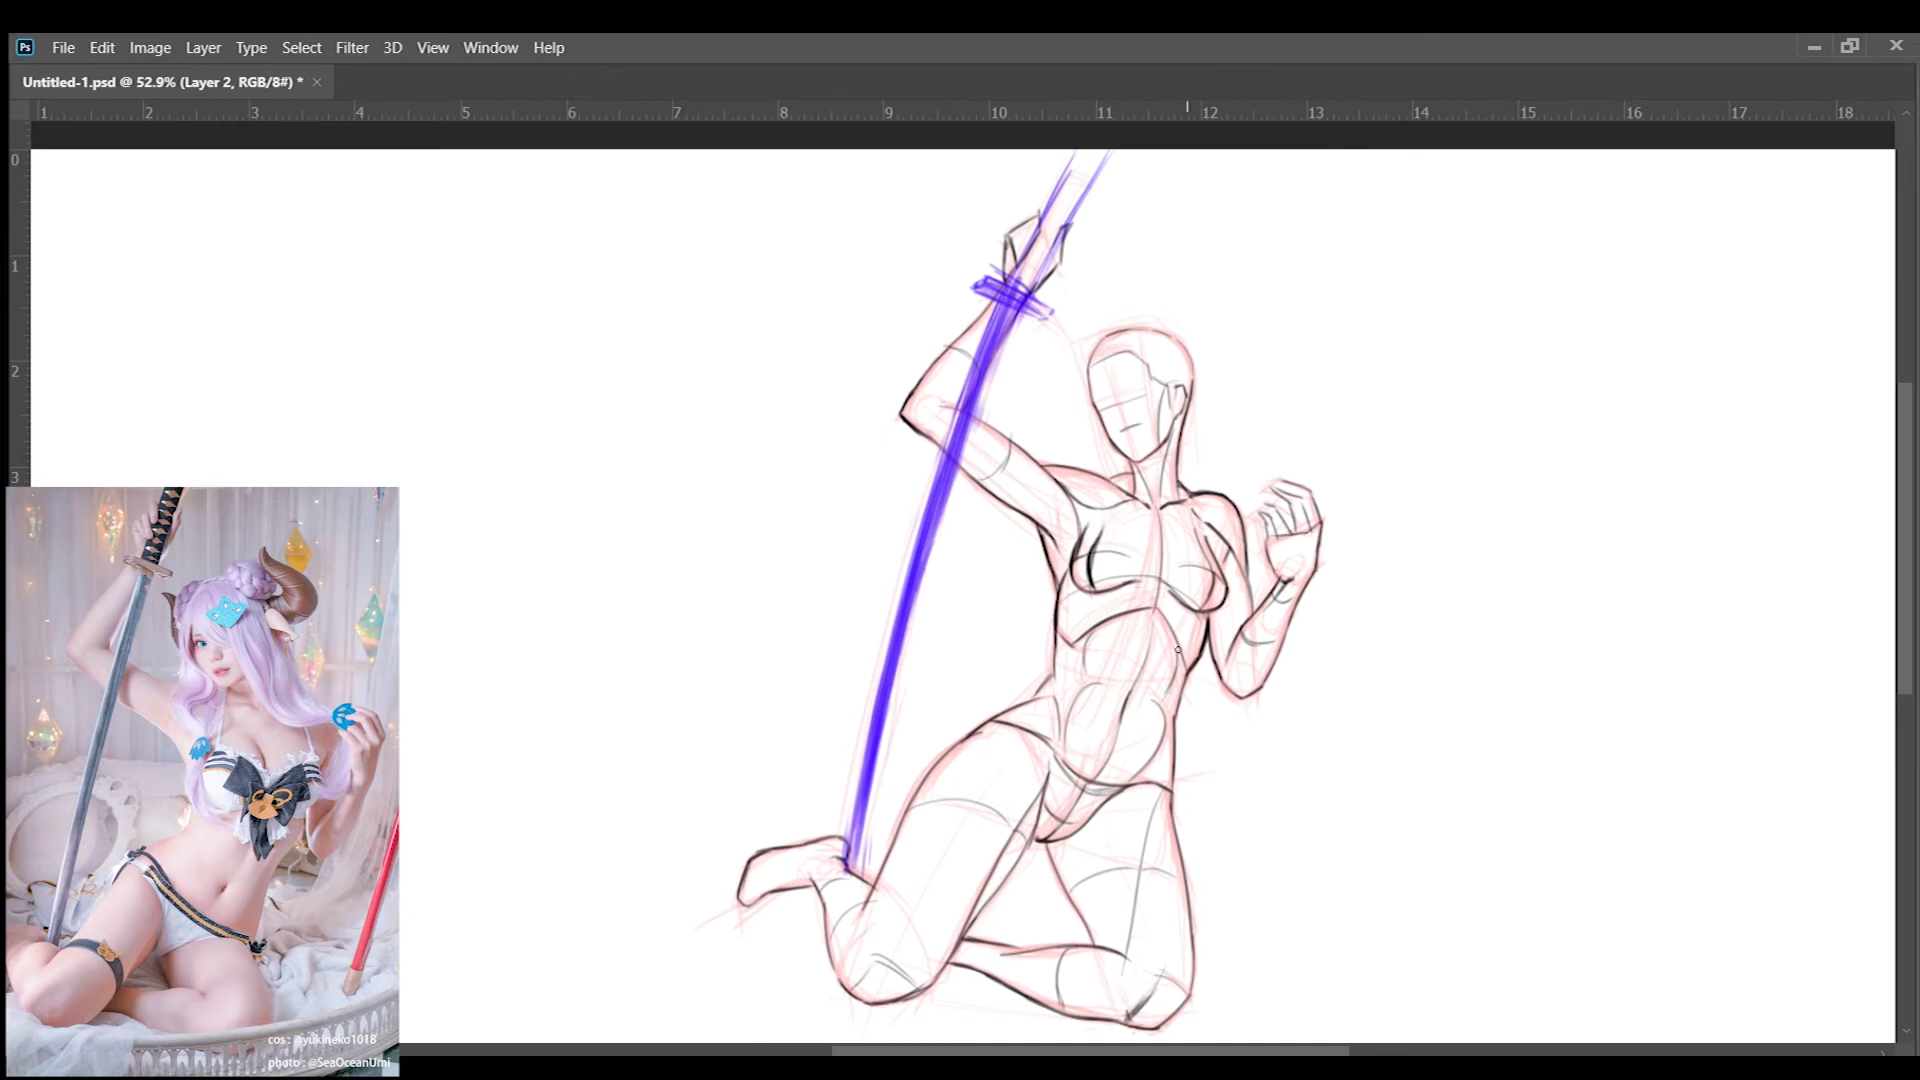 Ps File Edit Image Layer Type Select Filter 3D View Window Help
Untitled-1.psd @ 52.9% (Layer 2, RGB/8#) * ×
1 2 3 4 5 6 7 8 9 10 11 12 13 14 15 16 17 18
0
1
2
3
cos : @yukineko1018
photo : @SeaOceanUmi